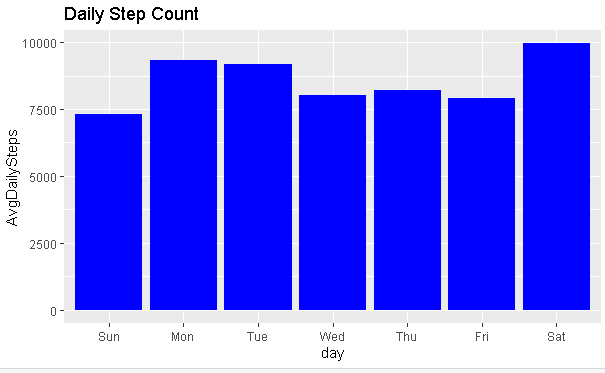 Daily Step Count
AvgDailySteps
10000
7500
5000
2500
0
Sun Mon Tue Wed Thu Fri Sat
day